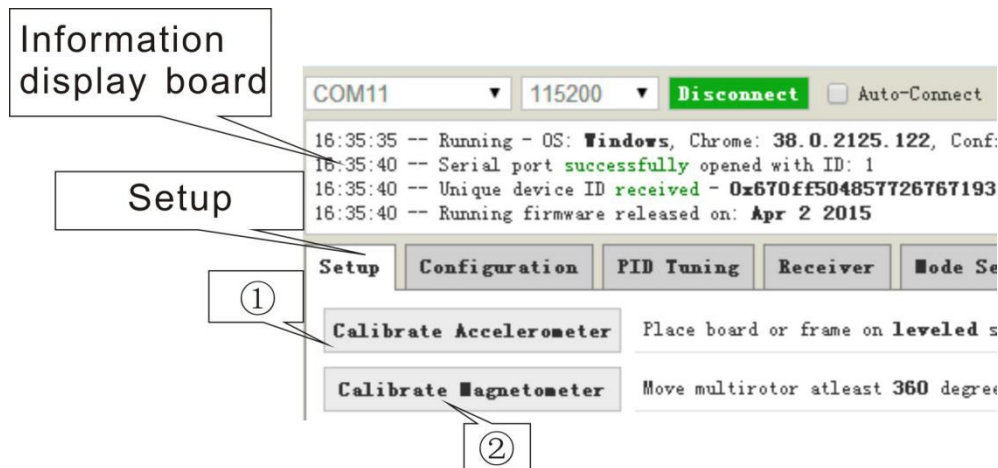 Information
display board
COM11 115200 Disconnect Auto-Connect
16:35:35 -- Running - OS: Windows, Chrome: 38.0.2125.122, Conf
16:35:40 -- Serial port successfully opened with ID: 1
16:35:40 -- Unique device ID received - 0x670ff504857726767193
16:35:40 -- Running firmware released on: Apr 2 2015
Setup
Setup Configuration PID Tuning Receiver Mode Se
①
Calibrate Accelerometer Place board or frame on leveled s
Calibrate Magnetometer Move multirotor atleast 360 degree
②